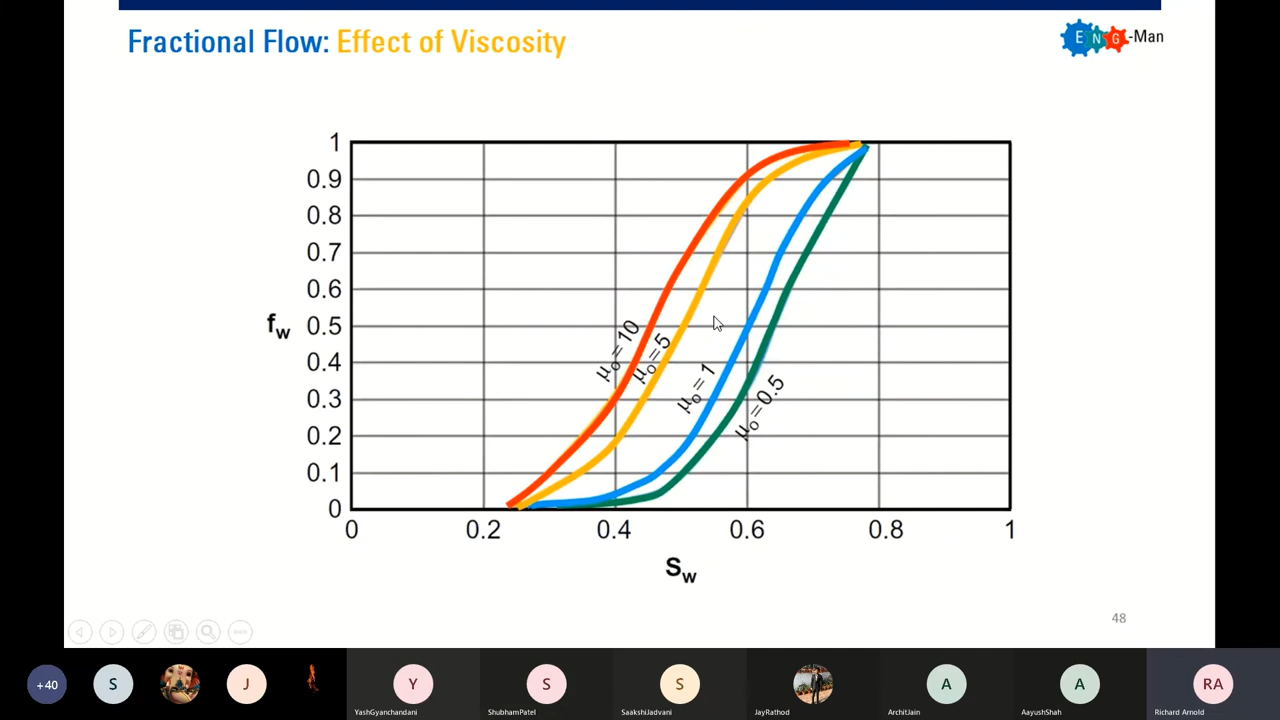 Fractional Flow: Effect of Viscosity
ENG-Man
1
0.9
0.8
0.7
0.6
0.5
0.4
0.3
0.2
0.1
0
fw
μo = 10
μo = 5
μo = 1
μo = 0.5
0 0.2 0.4 0.6 0.8 1
Sw
48
+40 S J Y S S A A RA
YashGyanchandani ShubhamPatel SaakshiJadvani JayRathod ArchitJain AayushShah Richard Arnold